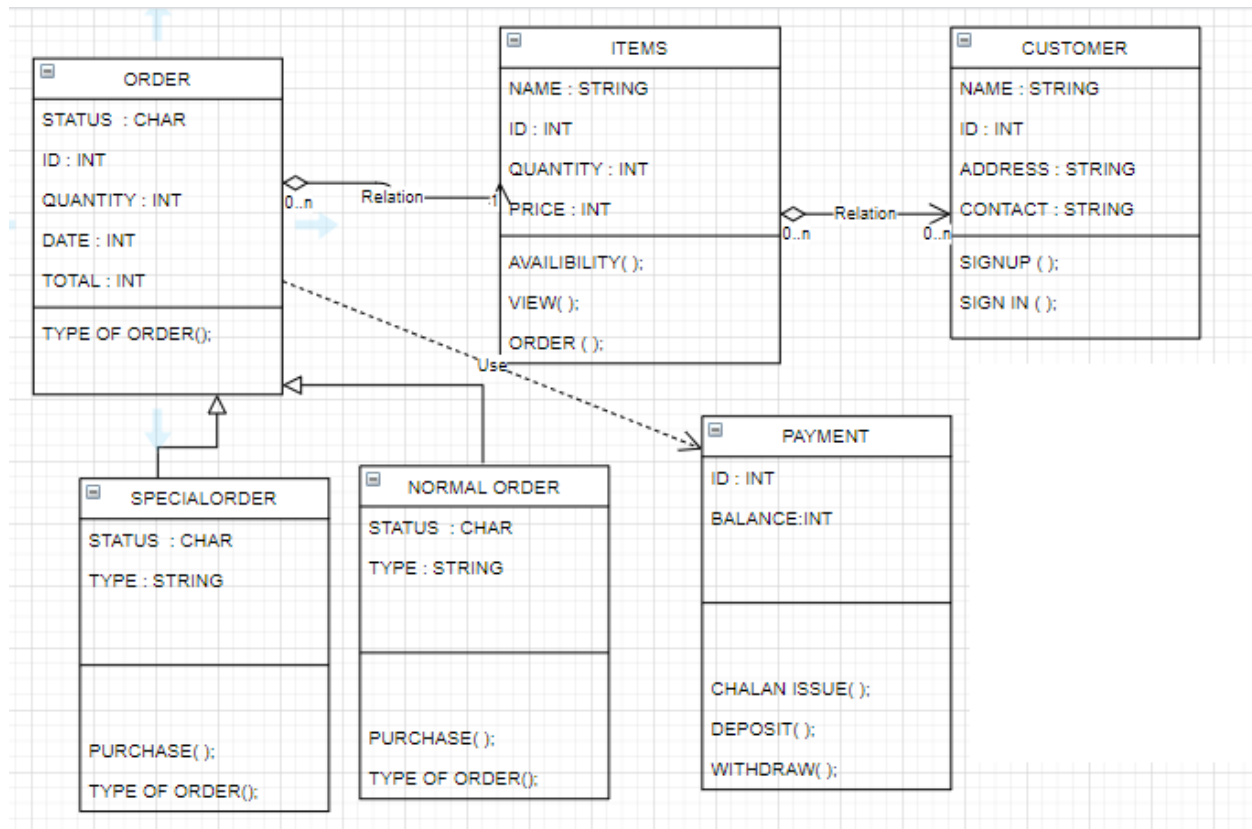 ORDER
STATUS : CHAR
ID : INT
QUANTITY : INT
DATE : INT
TOTAL : INT
TYPE OF ORDER();
0..n
Relation
1
ITEMS
NAME : STRING
ID : INT
QUANTITY : INT
PRICE : INT
AVAILIBILITY( );
VIEW( );
ORDER ( );
0..n
Relation
0..n
CUSTOMER
NAME : STRING
ID : INT
ADDRESS : STRING
CONTACT : STRING
SIGNUP ( );
SIGN IN ( );
Use
SPECIALORDER
STATUS : CHAR
TYPE : STRING
PURCHASE( );
TYPE OF ORDER();
NORMAL ORDER
STATUS : CHAR
TYPE : STRING
PURCHASE( );
TYPE OF ORDER();
PAYMENT
ID : INT
BALANCE:INT
CHALAN ISSUE( );
DEPOSIT( );
WITHDRAW( );